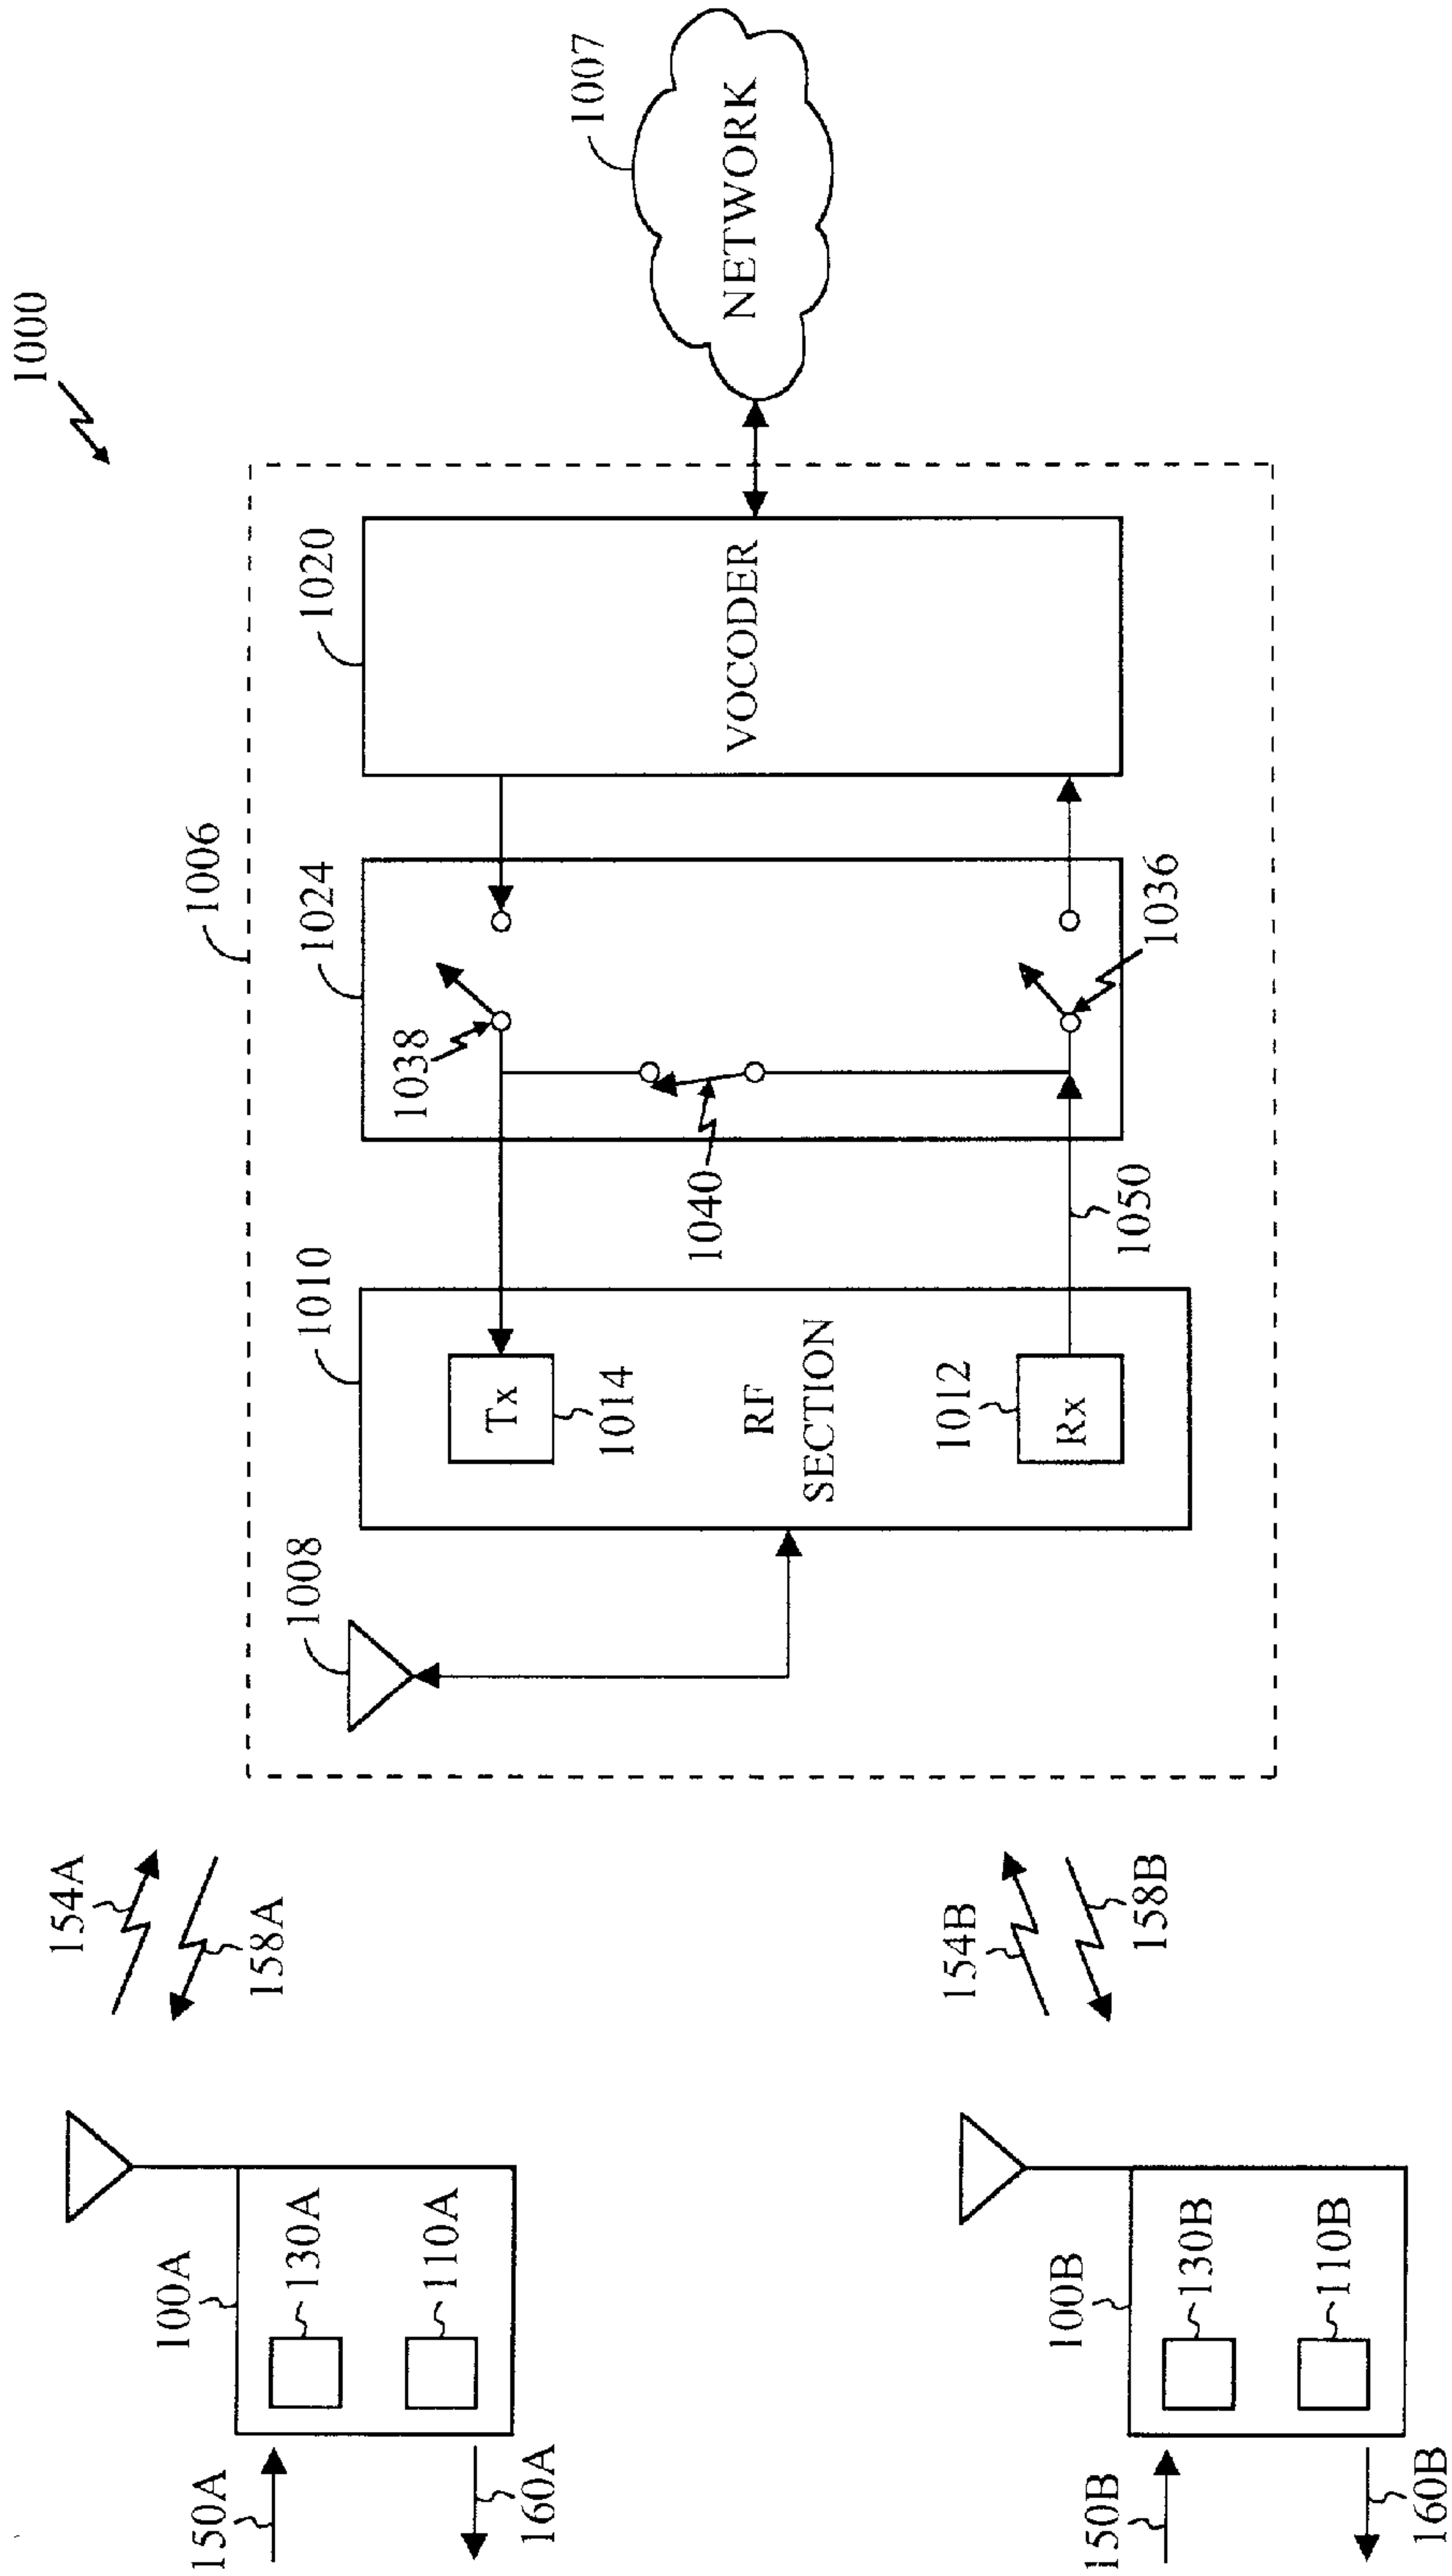 1000
1006
1008
1010
1024
1020
1007
Tx
1014
1038
1040
RF
SECTION
VOCODER
NETWORK
1012
Rx
1050
1036
154A
158A
100A
130A
110A
150A
160A
154B
158B
100B
130B
110B
150B
160B